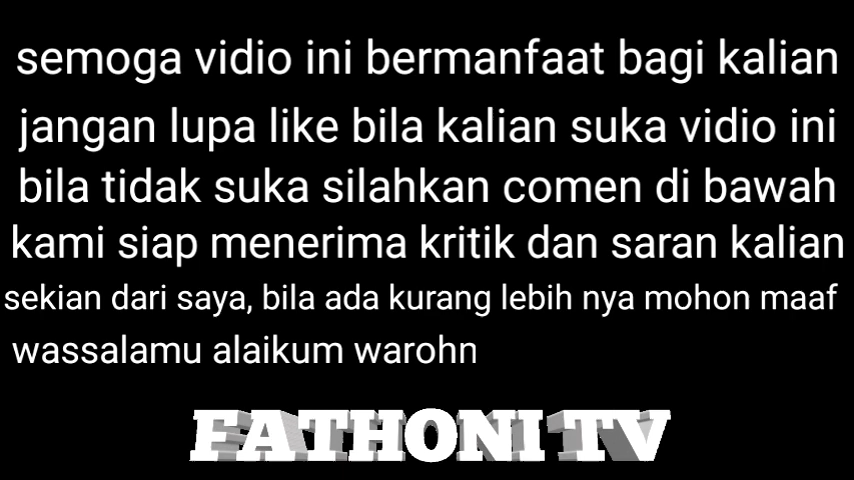 semoga vidio ini bermanfaat bagi kalian
jangan lupa like bila kalian suka vidio ini
bila tidak suka silahkan comen di bawah
kami siap menerima kritik dan saran kalian
sekian dari saya, bila ada kurang lebih nya mohon maaf
wassalamu alaikum warohn
FATHONI TV